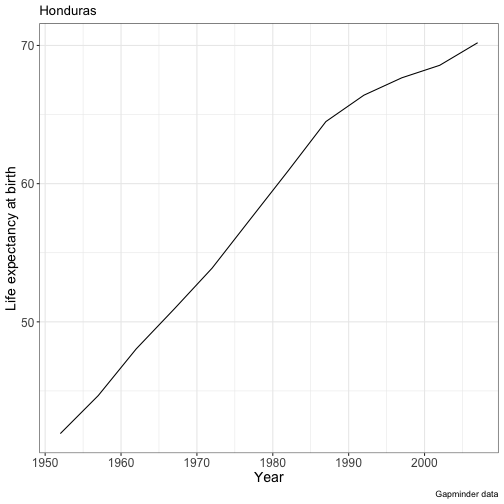 Honduras
70
60
50
Life expectancy at birth
1950 1960 1970 1980 1990 2000
Year
Gapminder data